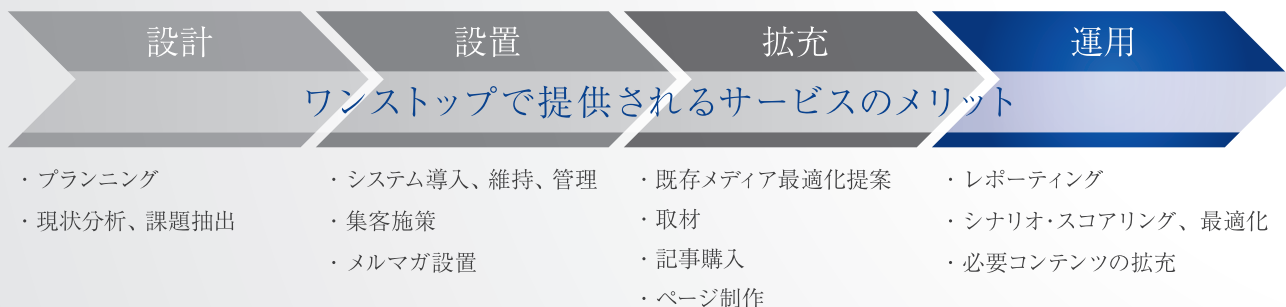 設計
設置
拡充
運用
ワンストップで提供されるサービスのメリット
・プランニング
・現状分析、課題抽出
・システム導入、維持、管理
・集客施策
・メルマガ設置
・既存メディア最適化提案
・取材
・記事購入
・ページ制作
・レポーティング
・シナリオ・スコアリング、最適化
・必要コンテンツの拡充